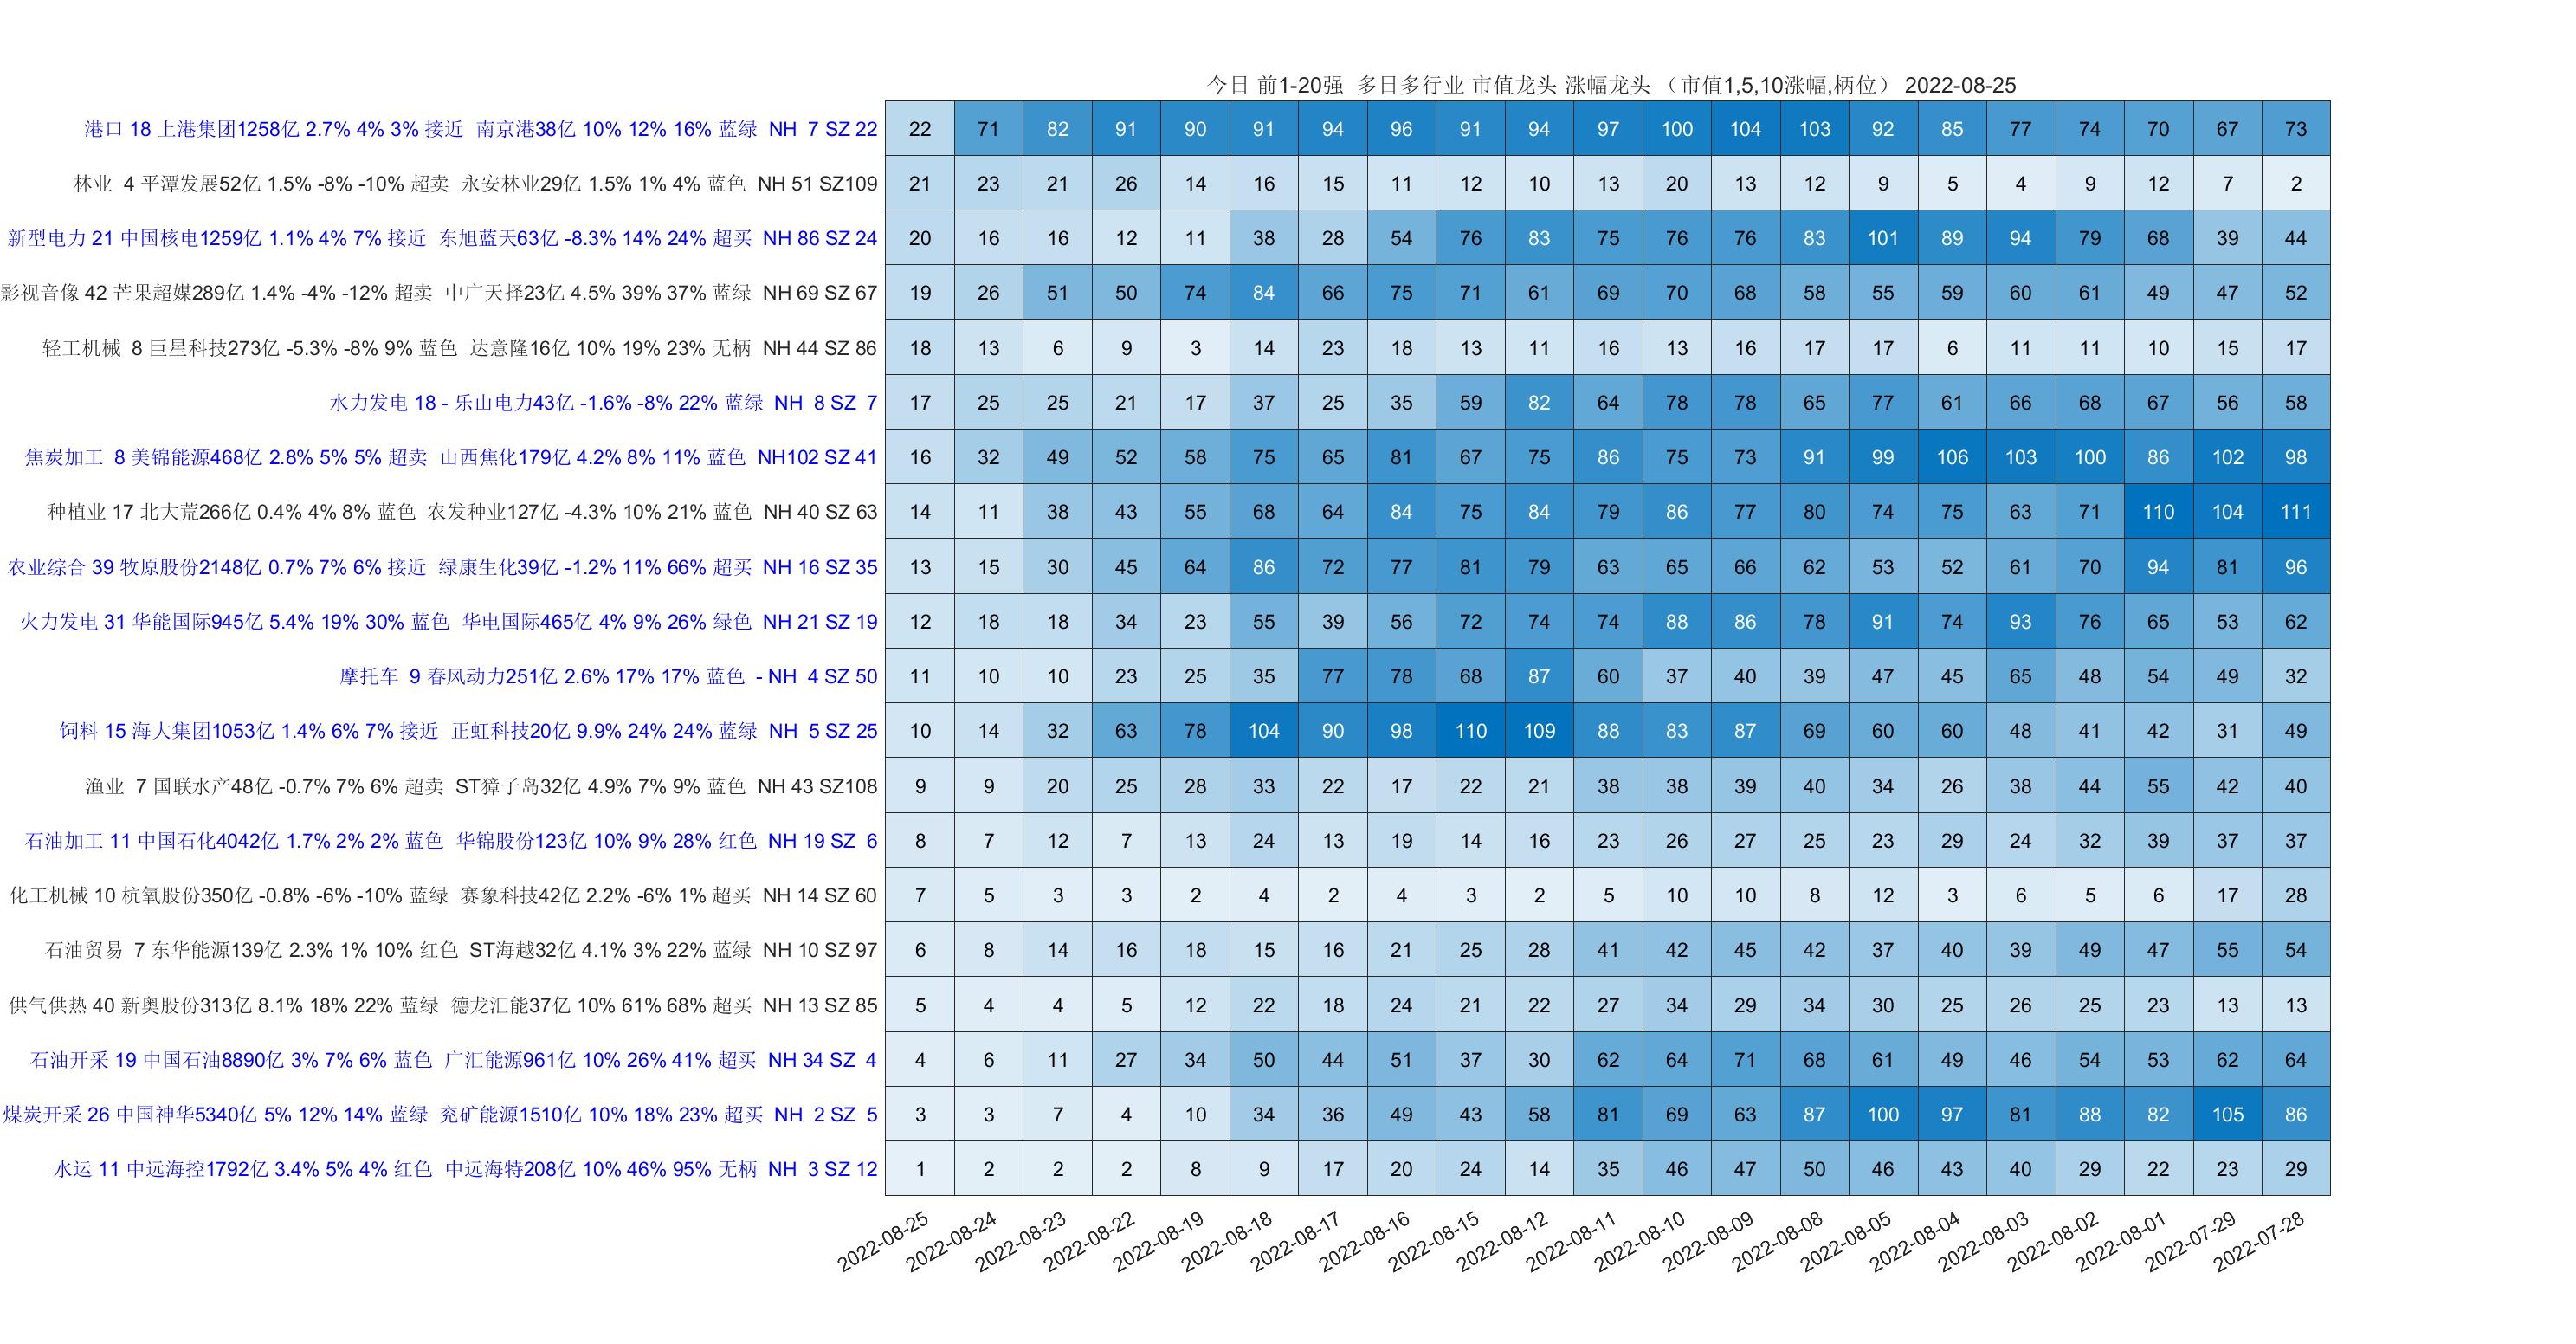 今日 前1-20强 多日多行业 市值龙头 涨幅龙头 （市值1,5,10涨幅,柄位） 2022-08-25
港口 18 上港集团1258亿 2.7% 4% 3% 接近 南京港38亿 10% 12% 16% 蓝绿 NH 7 SZ 22 22 71 82 91 90 91 94 96 91 94 97 100 104 103 92 85 77 74 70 67 73
林业 4 平潭发展52亿 1.5% -8% -10% 超卖 永安林业29亿 1.5% 1% 4% 蓝色 NH 51 SZ109 21 23 21 26 14 16 15 11 12 10 13 20 13 12 9 5 4 9 12 7 2
新型电力 21 中国核电1259亿 1.1% 4% 7% 接近 东旭蓝天63亿 -8.3% 14% 24% 超买 NH 86 SZ 24 20 16 16 12 11 38 28 54 76 83 75 76 76 83 101 89 94 79 68 39 44
影视音像 42 芒果超媒289亿 1.4% -4% -12% 超卖 中广天择23亿 4.5% 39% 37% 蓝绿 NH 69 SZ 67 19 26 51 50 74 84 66 75 71 61 69 70 68 58 55 59 60 61 49 47 52
轻工机械 8 巨星科技273亿 -5.3% -8% 9% 蓝色 达意隆16亿 10% 19% 23% 无柄 NH 44 SZ 86 18 13 6 9 3 14 23 18 13 11 16 13 16 17 17 6 11 11 10 15 17
水力发电 18 - 乐山电力43亿 -1.6% -8% 22% 蓝绿 NH 8 SZ 7 17 25 25 21 17 37 25 35 59 82 64 78 78 65 77 61 66 68 67 56 58
焦炭加工 8 美锦能源468亿 2.8% 5% 5% 超卖 山西焦化179亿 4.2% 8% 11% 蓝色 NH102 SZ 41 16 32 49 52 58 75 65 81 67 75 86 75 73 91 99 106 103 100 86 102 98
种植业 17 北大荒266亿 0.4% 4% 8% 蓝色 农发种业127亿 -4.3% 10% 21% 蓝色 NH 40 SZ 63 14 11 38 43 55 68 64 84 75 84 79 86 77 80 74 75 63 71 110 104 111
农业综合 39 牧原股份2148亿 0.7% 7% 6% 接近 绿康生化39亿 -1.2% 11% 66% 超买 NH 16 SZ 35 13 15 30 45 64 86 72 77 81 79 63 65 66 62 53 52 61 70 94 81 96
火力发电 31 华能国际945亿 5.4% 19% 30% 蓝色 华电国际465亿 4% 9% 26% 绿色 NH 21 SZ 19 12 18 18 34 23 55 39 56 72 74 74 88 86 78 91 74 93 76 65 53 62
摩托车 9 春风动力251亿 2.6% 17% 17% 蓝色 - NH 4 SZ 50 11 10 10 23 25 35 77 78 68 87 60 37 40 39 47 45 65 48 54 49 32
饲料 15 海大集团1053亿 1.4% 6% 7% 接近 正虹科技20亿 9.9% 24% 24% 蓝绿 NH 5 SZ 25 10 14 32 63 78 104 90 98 110 109 88 83 87 69 60 60 48 41 42 31 49
渔业 7 国联水产48亿 -0.7% 7% 6% 超卖 ST獐子岛32亿 4.9% 7% 9% 蓝色 NH 43 SZ108 9 9 20 25 28 33 22 17 22 21 38 38 39 40 34 26 38 44 55 42 40
石油加工 11 中国石化4042亿 1.7% 2% 2% 蓝色 华锦股份123亿 10% 9% 28% 红色 NH 19 SZ 6 8 7 12 7 13 24 13 19 14 16 23 26 27 25 23 29 24 32 39 37 37
化工机械 10 杭氧股份350亿 -0.8% -6% -10% 蓝绿 赛象科技42亿 2.2% -6% 1% 超买 NH 14 SZ 60 7 5 3 3 2 4 2 4 3 2 5 10 10 8 12 3 6 5 6 17 28
石油贸易 7 东华能源139亿 2.3% 1% 10% 红色 ST海越32亿 4.1% 3% 22% 蓝绿 NH 10 SZ 97 6 8 14 16 18 15 16 21 25 28 41 42 45 42 37 40 39 49 47 55 54
供气供热 40 新奥股份313亿 8.1% 18% 22% 蓝绿 德龙汇能37亿 10% 61% 68% 超买 NH 13 SZ 85 5 4 4 5 12 22 18 24 21 22 27 34 29 34 30 25 26 25 23 13 13
石油开采 19 中国石油8890亿 3% 7% 6% 蓝色 广汇能源961亿 10% 26% 41% 超买 NH 34 SZ 4 4 6 11 27 34 50 44 51 37 30 62 64 71 68 61 49 46 54 53 62 64
煤炭开采 26 中国神华5340亿 5% 12% 14% 蓝绿 兖矿能源1510亿 10% 18% 23% 超买 NH 2 SZ 5 3 3 7 4 10 34 36 49 43 58 81 69 63 87 100 97 81 88 82 105 86
水运 11 中远海控1792亿 3.4% 5% 4% 红色 中远海特208亿 10% 46% 95% 无柄 NH 3 SZ 12 1 2 2 2 8 9 17 20 24 14 35 46 47 50 46 43 40 29 22 23 29
2022-08-25 2022-08-24 2022-08-23 2022-08-22 2022-08-19 2022-08-18 2022-08-17 2022-08-16 2022-08-15 2022-08-12 2022-08-11 2022-08-10 2022-08-09 2022-08-08 2022-08-05 2022-08-04 2022-08-03 2022-08-02 2022-08-01 2022-07-29 2022-07-28